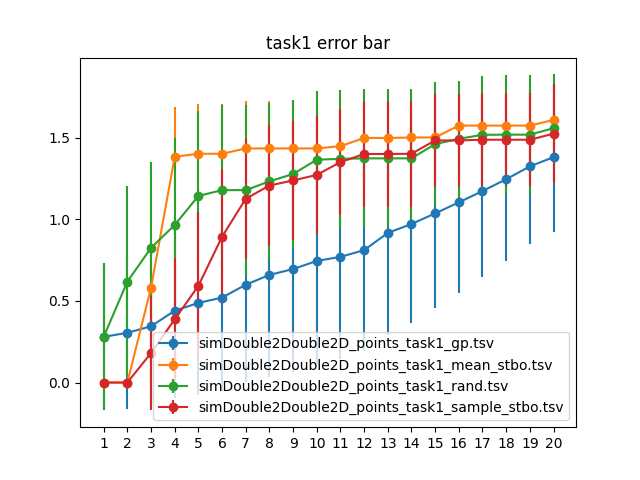 task1 error bar
1.5
1.0
0.5
0.0
simDouble2Double2D_points_task1_gp.tsv
simDouble2Double2D_points_task1_mean_stbo.tsv
simDouble2Double2D_points_task1_rand.tsv
simDouble2Double2D_points_task1_sample_stbo.tsv
1 2 3 4 5 6 7 8 9 10 11 12 13 14 15 16 17 18 19 20